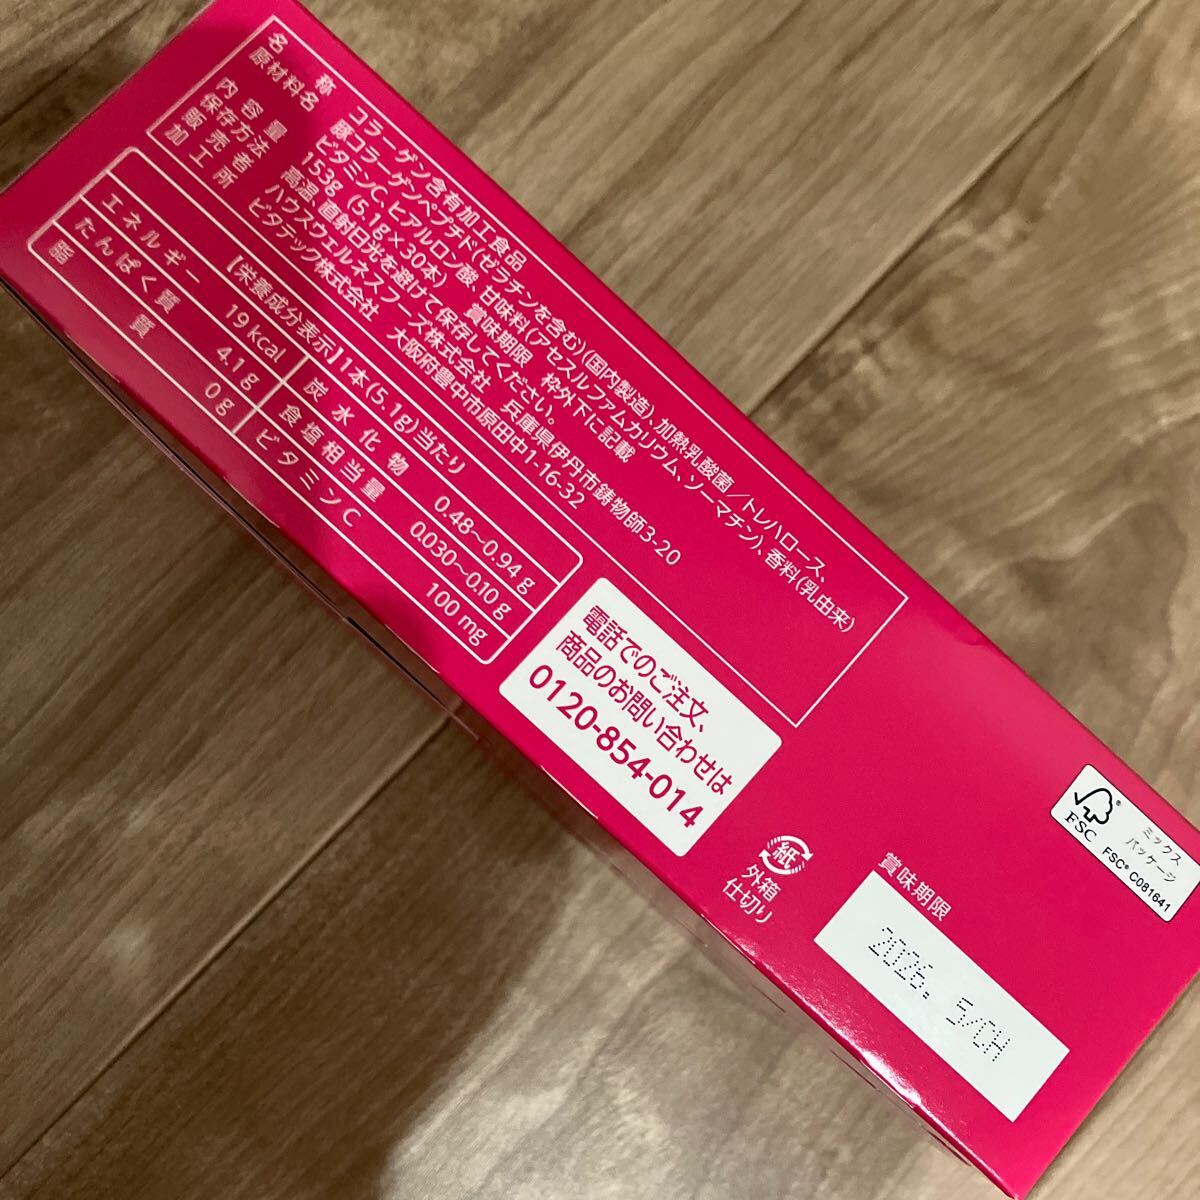 名 称 コラーゲン含有加工食品
原材料名 豚コラーゲンペプチド(ゼラチンを含む)(国内製造)、加熱乳酸菌／トレハロース、
ビタミンC、ヒアルロン酸、甘味料(アセスルファムカリウム、ソーマチン)、香料(乳由来)
内容量 153g (5.1g×30本) 賞味期限 枠外下に記載
保存方法 高温、直射日光を避けて保存してください。
販売者 ハウスウェルネスフーズ株式会社 兵庫県伊丹市鋳物師3-20
加工所 ビタテック株式会社 大阪府豊中市原田中1-16-32
【栄養成分表示】1本(5.1g)当たり
エネルギー 19 kcal 炭水化物 0.48～0.94 g
たんぱく質 4.1 g 食塩相当量 0.030～0.10 g
脂質 0 g ビタミンC 100 mg
電話でのご注文、
商品のお問い合わせは
0120-854-014
紙
外箱
仕切り
賞味期限
2026. 5/CH
FSC
ミックス
パッケージ
FSC® C081641